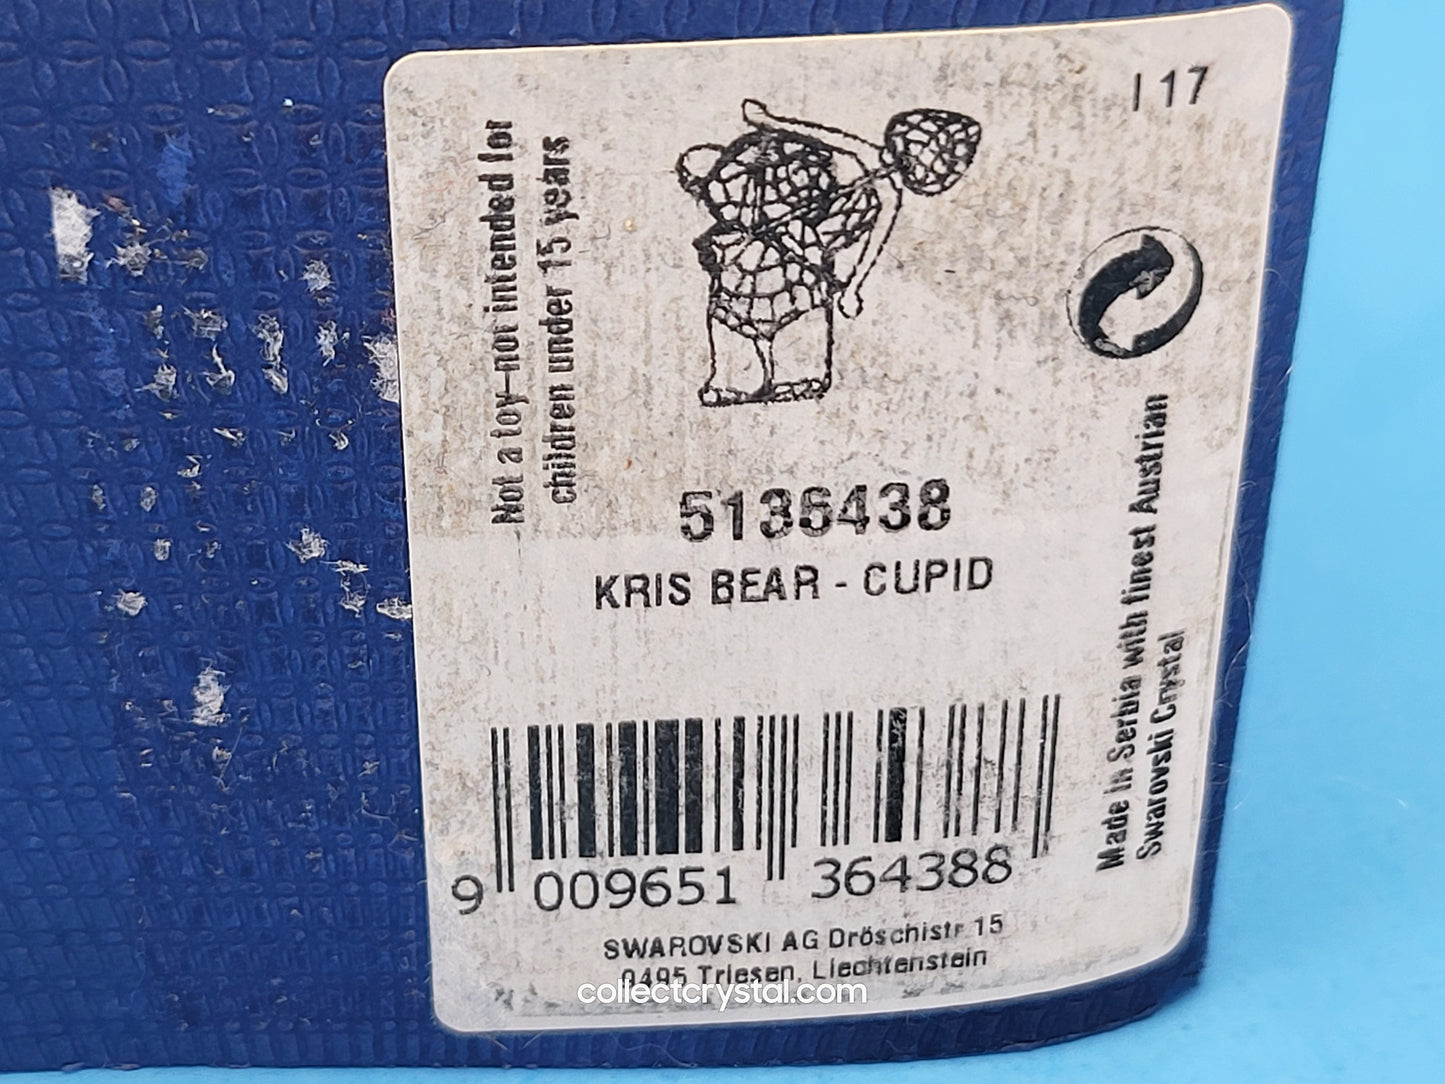 I 17
Not a toy-not intended for
children under 15 years
5136438
KRIS BEAR - CUPID
Made in Serbia with finest Austrian
Swarovski Crystal
9 009651 364388
SWAROVSKI AG Dröschistr 15
9495 Triesen, Liechtenstein
collectcrystal.com